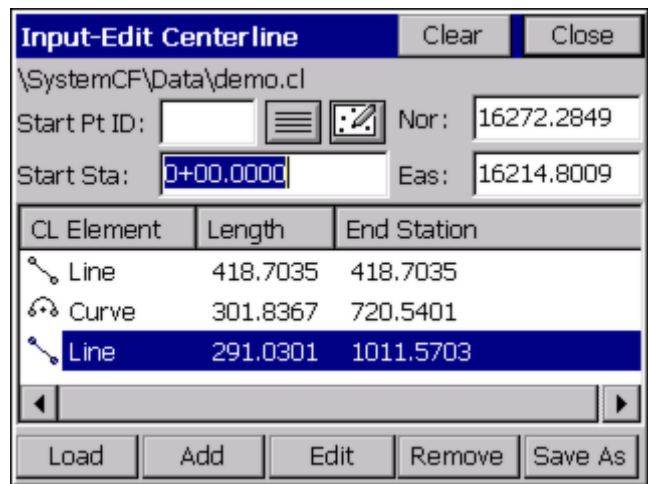 Input-Edit Centerline Clear Close
\SystemCF\Data\demo.cl
Start Pt ID: Nor: 16272.2849
Start Sta: 0+00.0000 Eas: 16214.8009
CL Element Length End Station
Line 418.7035 418.7035
Curve 301.8367 720.5401
Line 291.0301 1011.5703
Load Add Edit Remove Save As